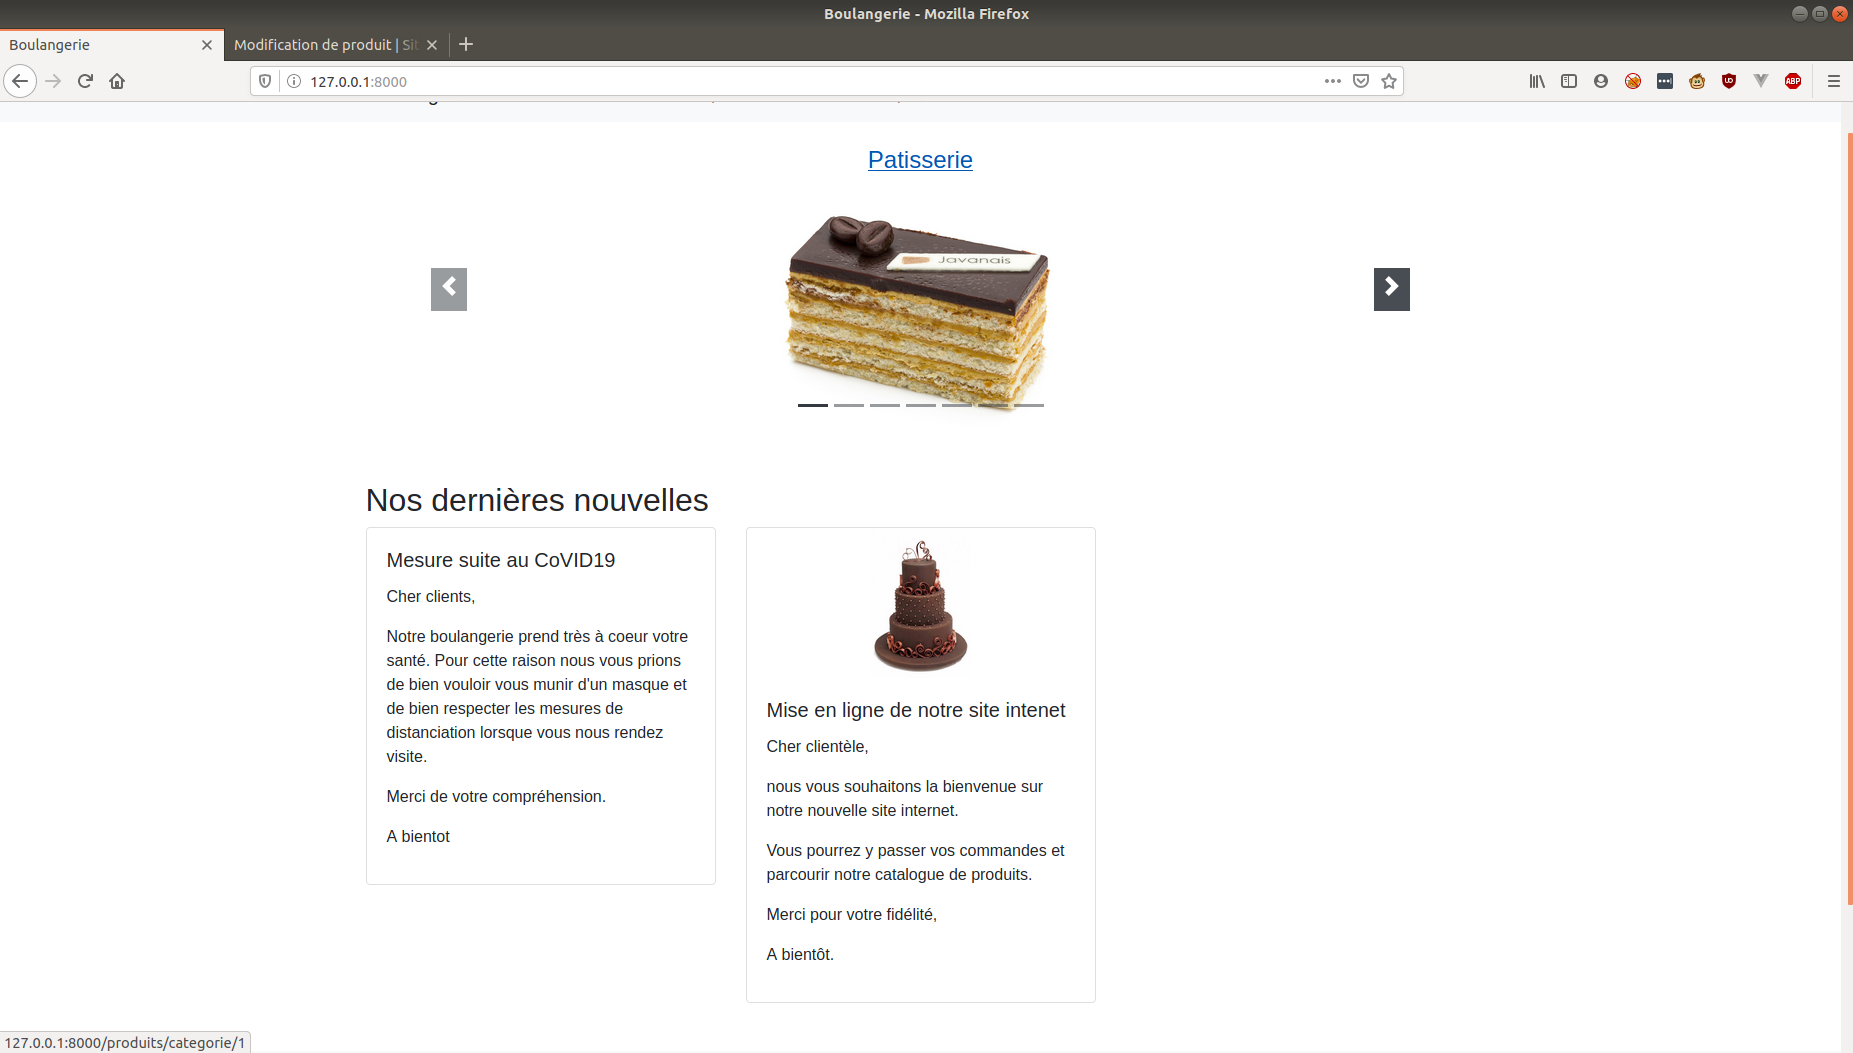 Boulangerie - Mozilla Firefox
Boulangerie
Modification de produit | Sit
127.0.0.1:8000
ABP
Patisserie
Javanais
Nos dernières nouvelles
Mesure suite au CoVID19
Cher clients,
Notre boulangerie prend très à coeur votre
santé. Pour cette raison nous vous prions
de bien vouloir vous munir d'un masque et
de bien respecter les mesures de
distanciation lorsque vous nous rendez
visite.
Merci de votre compréhension.
A bientot
Mise en ligne de notre site intenet
Cher clientèle,
nous vous souhaitons la bienvenue sur
notre nouvelle site internet.
Vous pourrez y passer vos commandes et
parcourir notre catalogue de produits.
Merci pour votre fidélité,
A bientôt.
127.0.0.1:8000/produits/categorie/1